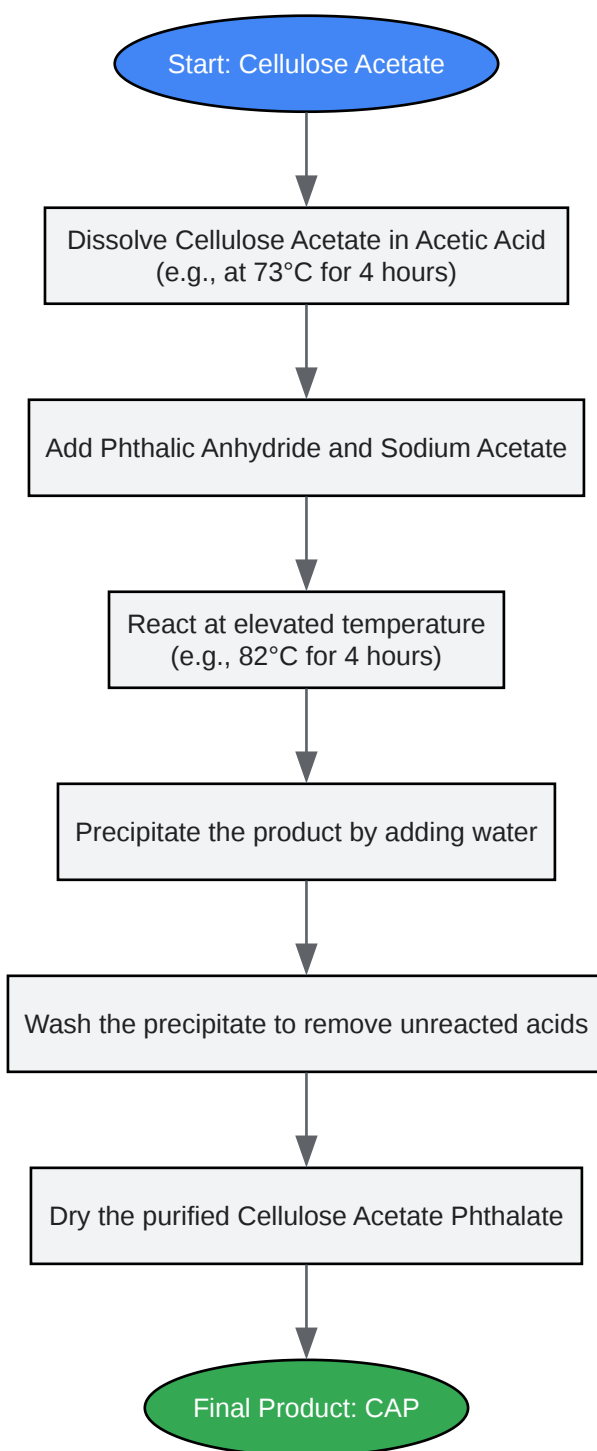 Start: Cellulose Acetate
Dissolve Cellulose Acetate in Acetic Acid
(e.g., at 73°C for 4 hours)
Add Phthalic Anhydride and Sodium Acetate
React at elevated temperature
(e.g., 82°C for 4 hours)
Precipitate the product by adding water
Wash the precipitate to remove unreacted acids
Dry the purified Cellulose Acetate Phthalate
Final Product: CAP